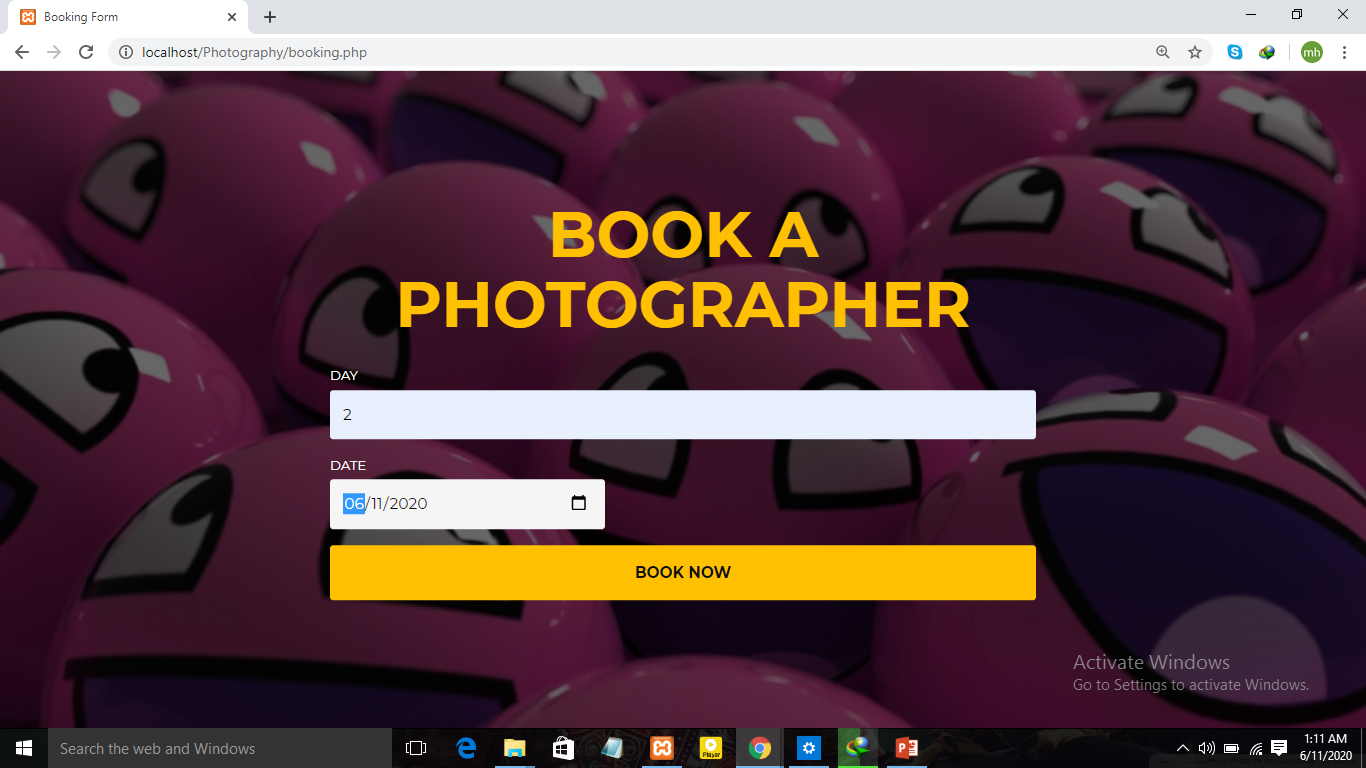 Booking Form
localhost/Photography/booking.php
mh
BOOK A
PHOTOGRAPHER
DAY
2
DATE
06/11/2020
BOOK NOW
Activate Windows
Go to Settings to activate Windows.
Search the web and Windows
Player
1:11 AM
6/11/2020